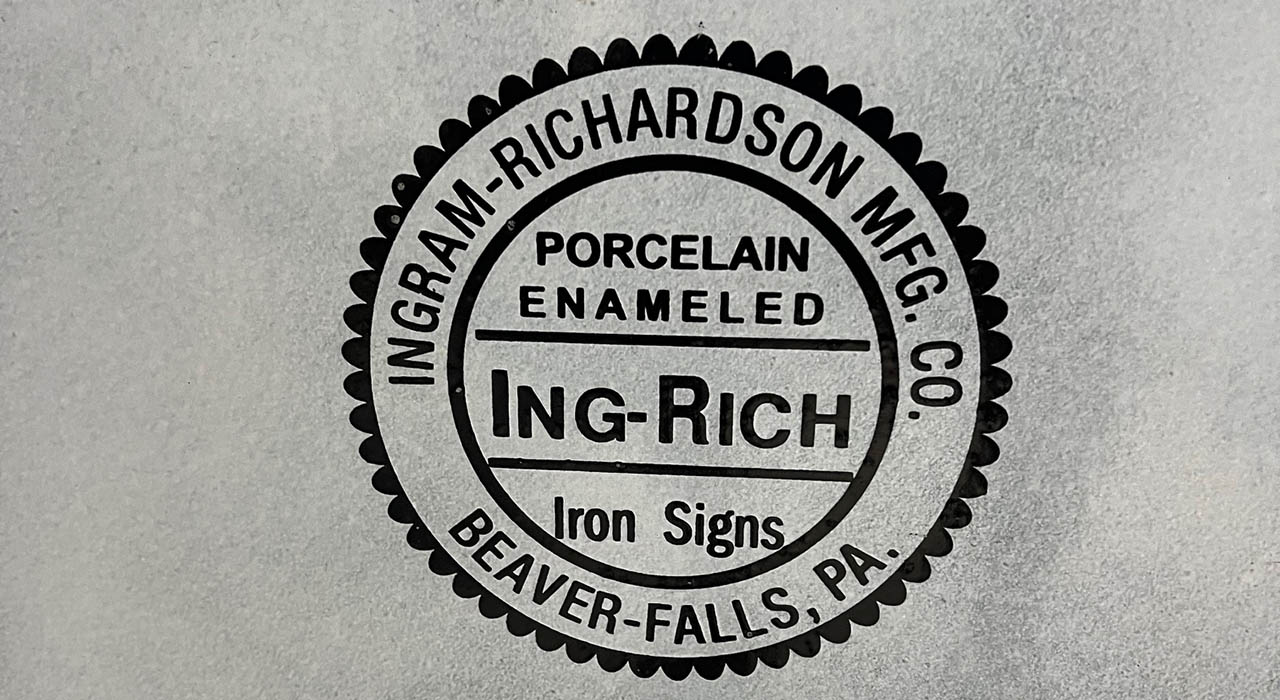 INGRAM-RICHARDSON MFG. CO.
PORCELAIN
ENAMELED
ING-RICH
Iron Signs
BEAVER-FALLS, PA.